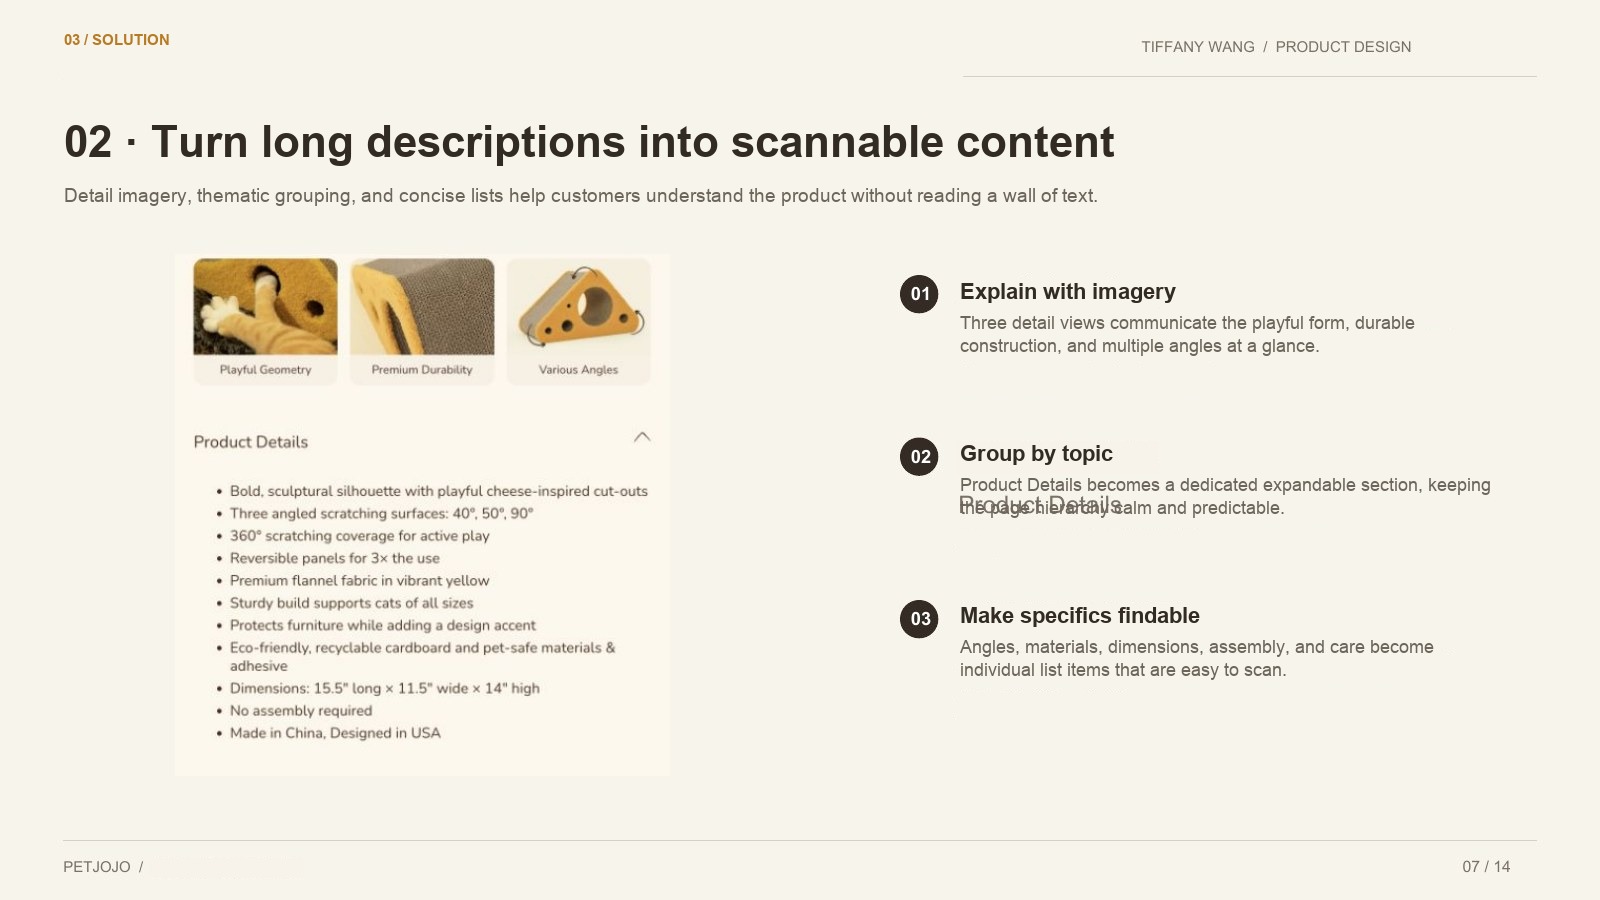 03 / SOLUTION
TIFFANY WANG / PRODUCT DESIGN
02 · Turn long descriptions into scannable content
Detail imagery, thematic grouping, and concise lists help customers understand the product without reading a wall of text.
Playful Geometry
Premium Durability
Various Angles
Product Details
• Bold, sculptural silhouette with playful cheese-inspired cut-outs
• Three angled scratching surfaces: 40°, 50°, 90°
• 360° scratching coverage for active play
• Reversible panels for 3× the use
• Premium flannel fabric in vibrant yellow
• Sturdy build supports cats of all sizes
• Protects furniture while adding a design accent
• Eco-friendly, recyclable cardboard and pet-safe materials &
adhesive
• Dimensions: 15.5" long × 11.5" wide × 14" high
• No assembly required
• Made in China, Designed in USA
01
Explain with imagery
Three detail views communicate the playful form, durable
construction, and multiple angles at a glance.
02
Group by topic
Product Details becomes a dedicated expandable section, keeping
the page hierarchy calm and predictable.
Product Details
03
Make specifics findable
Angles, materials, dimensions, assembly, and care become
individual list items that are easy to scan.
PETJOJO /
07 / 14